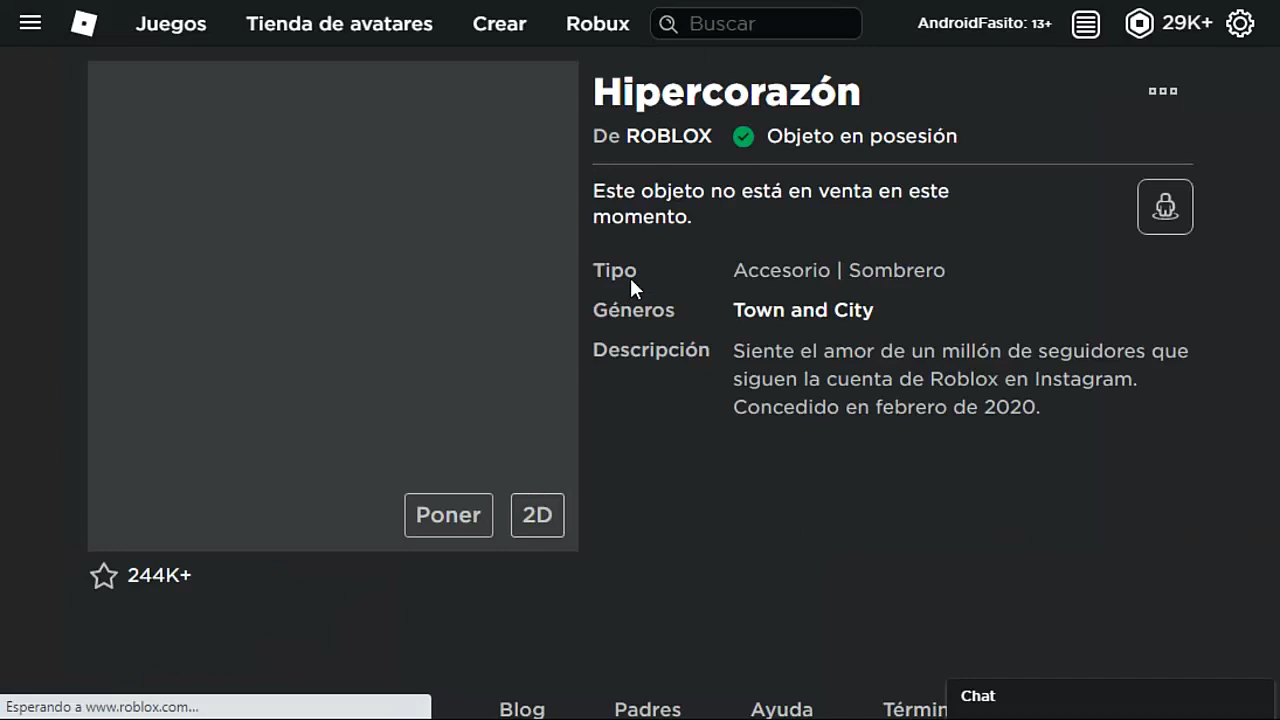 Juegos Tienda de avatares Crear Robux Buscar AndroidFasito: 13+ 29K+
Hipercorazón
De ROBLOX Objeto en posesión
Este objeto no está en venta en este
momento.
Tipo Accesorio | Sombrero
Géneros Town and City
Descripción Siente el amor de un millón de seguidores que
siguen la cuenta de Roblox en Instagram.
Concedido en febrero de 2020.
Poner 2D
244K+
Esperando a www.roblox.com...
Blog Padres Ayuda Términ
Chat